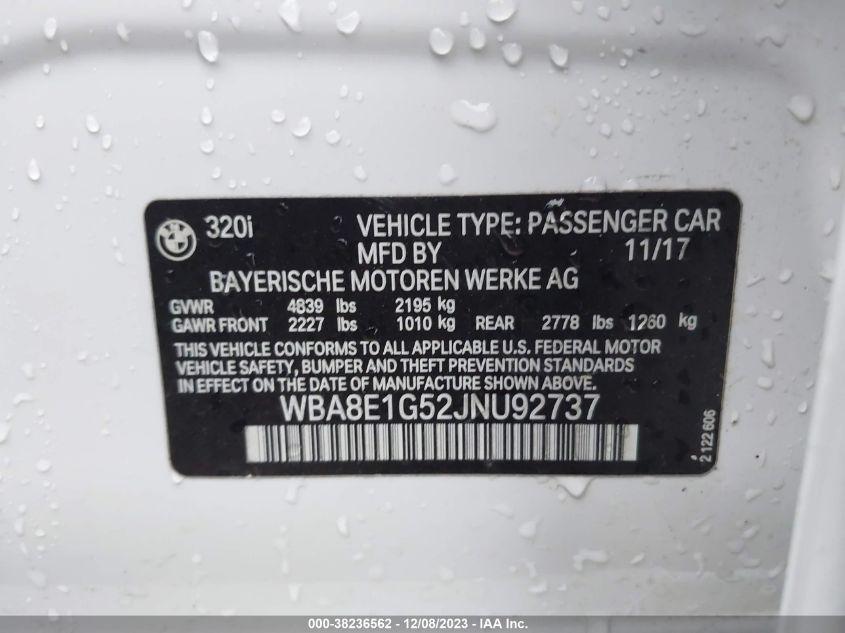 320i VEHICLE TYPE: PASSENGER CAR
MFD BY 11/17
BAYERISCHE MOTOREN WERKE AG
GVWR 4839 lbs 2195 kg
GAWR FRONT 2227 lbs 1010 kg REAR 2778 lbs 1260 kg
THIS VEHICLE CONFORMS TO ALL APPLICABLE U.S. FEDERAL MOTOR
VEHICLE SAFETY, BUMPER AND THEFT PREVENTION STANDARDS
IN EFFECT ON THE DATE OF MANUFACTURE SHOWN ABOVE.
WBA8E1G52JNU92737
2 122 606
000-38236562 - 12/08/2023 - IAA Inc.